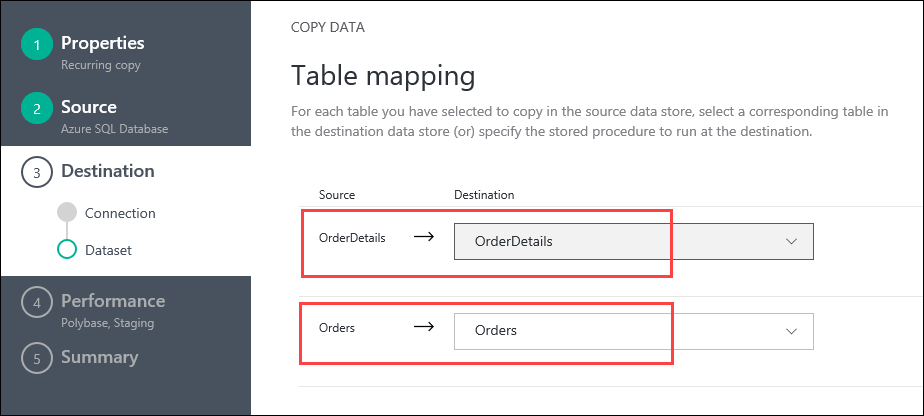 COPY DATA
1 Properties
Recurring copy
2 Source
Azure SQL Database
3 Destination
Connection
Dataset
4 Performance
Polybase, Staging
5 Summary
Table mapping
For each table you have selected to copy in the source data store, select a corresponding table in
the destination data store (or) specify the stored procedure to run at the destination.
Source Destination
OrderDetails → OrderDetails
Orders → Orders